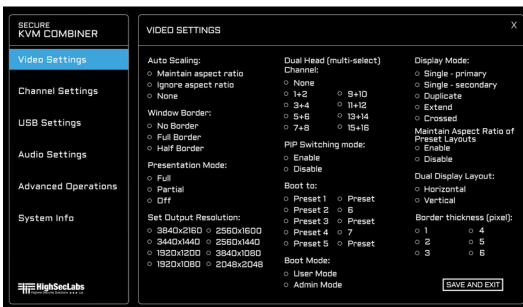 SECURE
KVM COMBINER
Video Settings
Channel Settings
USB Settings
Audio Settings
Advanced Operations
System Info
HighSecLabs
VIDEO SETTINGS
X
Auto Scaling:
Maintain aspect ratio
Ignore aspect ratio
None
Window Border:
No Border
Full Border
Half Border
Presentation Mode:
Full
Partial
Off
Set Output Resolution:
3840x2160 2560x1600
3440x1440 2560x1440
1920x1200 3840x1080
1920x1080 2048x2048
Dual Head (multi-select)
Channel:
None
1+2 9+10
3+4 11+12
5+6 13+14
7+8 15+16
PiP Switching mode:
Enable
Disable
Boot to:
Preset 1 Preset
Preset 2 6
Preset 3 Preset
Preset 4 7
Preset 5 Preset
Boot Mode:
User Mode
Admin Mode
Display Mode:
Single - primary
Single - secondary
Duplicate
Extend
Crossed
Maintain Aspect Ratio of
Preset Layouts
Enable
Disable
Dual Display Layout:
Horizontal
Vertical
Border thickness (pixel):
1 4
2 5
3 6
SAVE AND EXIT